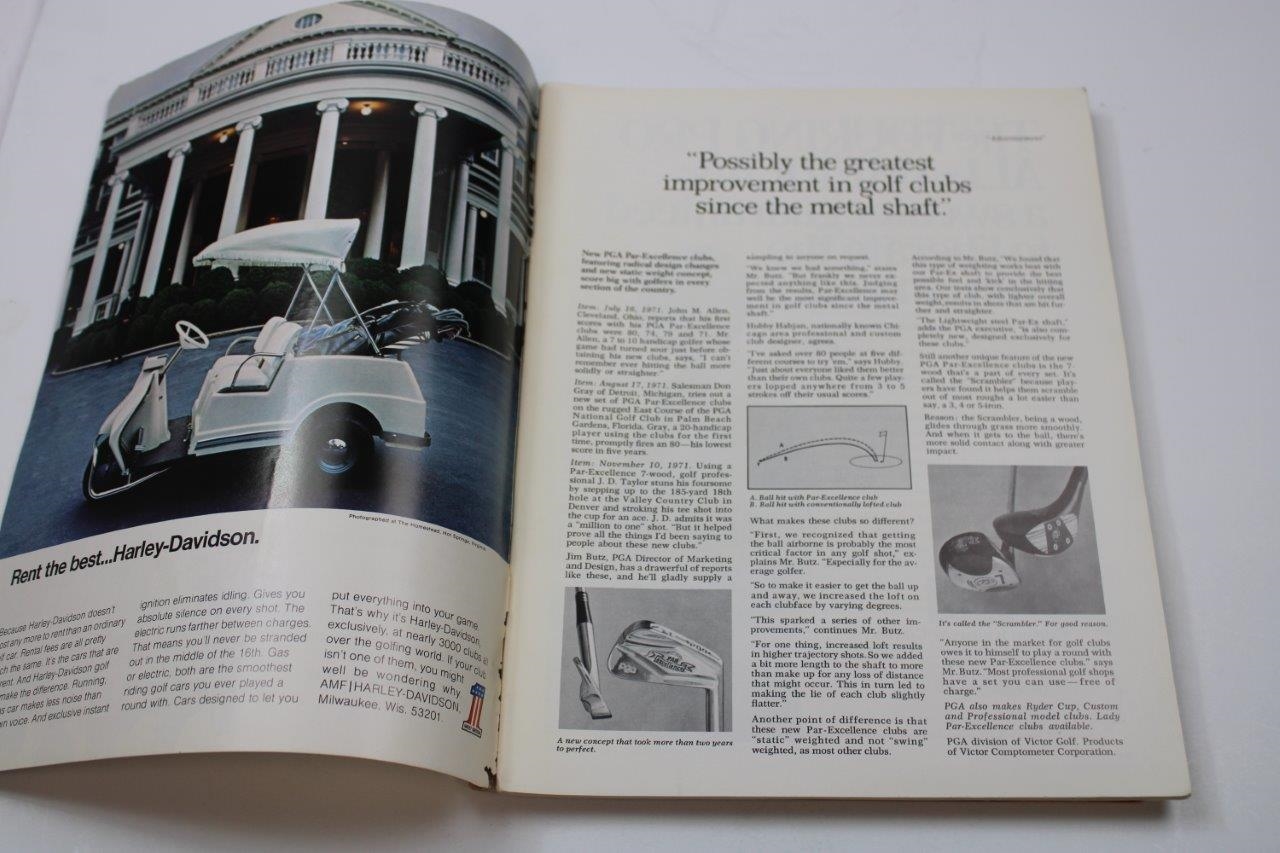 Photographed at The Homestead, Hot Springs, Virginia.
Rent the best...Harley-Davidson.
Because Harley-Davidson doesn't
any more to rent than an ordinary
car. Rental fees are all pretty
the same. It's the cars that are
And Harley-Davidson golf
make the difference. Running,
car makes less noise than
voice. And exclusive instant
ignition eliminates idling. Gives you
absolute silence on every shot. The
electric runs farther between charges.
That means you'll never be stranded
out in the middle of the 16th. Gas
or electric, both are the smoothest
riding golf cars you ever played a
round with. Cars designed to let you
put everything into your game.
That's why it's Harley-Davidson,
exclusively, at nearly 3000 clubs all
over the golfing world. If your club
isn't one of them, you might
well be wondering why.
AMF | HARLEY-DAVIDSON,
Milwaukee, Wis. 53201.
"Advertisement"
"Possibly the greatest
improvement in golf clubs
since the metal shaft."
New PGA Par-Excellence clubs,
featuring radical design changes
and new static weight concept,
score big with golfers in every
section of the country.
Item: July 16, 1971. John M. Allen,
Cleveland, Ohio, reports that his first
scores with his PGA Par-Excellence
clubs were 80, 74, 79 and 71. Mr.
Allen, a 7 to 10 handicap golfer whose
game had turned sour just before ob-
taining his new clubs, says, "I can't
remember ever hitting the ball more
solidly or straighter."
Item: August 17, 1971. Salesman Don
Gray of Detroit, Michigan, tries out a
new set of PGA Par-Excellence clubs
on the rugged East Course of the PGA
National Golf Club in Palm Beach
Gardens, Florida. Gray, a 20-handicap
player using the clubs for the first
time, promptly fires an 80—his lowest
score in five years.
Item: November 10, 1971. Using a
Par-Excellence 7-wood, golf profes-
sional J. D. Taylor stuns his foursome
by stepping up to the 185-yard 18th
hole at the Valley Country Club in
Denver and stroking his tee shot into
the cup for an ace. J. D. admits it was
a "million to one" shot. "But it helped
prove all the things I'd been saying to
people about these new clubs."
Jim Butz, PGA Director of Marketing
and Design, has a drawerful of reports
like these, and he'll gladly supply a
A new concept that took more than two years
to perfect.
sampling to anyone on request.
"We knew we had something," states
Mr. Butz. "But frankly we never ex-
pected anything like this. Judging
from the results, Par-Excellence may
well be the most significant improve-
ment in golf clubs since the metal
shaft."
Hubby Habjan, nationally known Chi-
cago area professional and custom
club designer, agrees.
"I've asked over 80 people at five dif-
ferent courses to try 'em," says Hubby.
"Just about everyone liked them better
than their own clubs. Quite a few play-
ers lopped anywhere from 3 to 5
strokes off their usual scores."
A
B
A. Ball hit with Par-Excellence club
B. Ball hit with conventionally lofted club
What makes these clubs so different?
"First, we recognized that getting
the ball airborne is probably the most
critical factor in any golf shot," ex-
plains Mr. Butz. "Especially for the av-
erage golfer.
"So to make it easier to get the ball up
and away, we increased the loft on
each clubface by varying degrees.
"This sparked a series of other im-
provements," continues Mr. Butz.
"For one thing, increased loft results
in higher trajectory shots. So we added
a bit more length to the shaft to more
than make up for any loss of distance
that might occur. This in turn led to
making the lie of each club slightly
flatter."
Another point of difference is that
these new Par-Excellence clubs are
"static" weighted and not "swing"
weighted, as most other clubs.
According to Mr. Butz, "We found that
this type of weighting works best with
our Par-Ex shaft to provide the best
possible feel and 'kick' in the hitting
area. Our tests show conclusively that
this type of club, with lighter overall
weight, results in shots that are hit fur-
ther and straighter.
"The Lightweight steel Par-Ex shaft,"
adds the PGA executive, "is also com-
pletely new, designed exclusively for
these clubs."
Still another unique feature of the new
PGA Par-Excellence clubs is the 7-
wood that's a part of every set. It's
called the "Scrambler" because play-
ers have found it helps them scramble
out of most roughs a lot easier than,
say, a 3, 4 or 5-iron.
Reason: the Scrambler, being a wood,
glides through grass more smoothly.
And when it gets to the ball, there's
more solid contact along with greater
impact.
It's called the "Scrambler." For good reason.
"Anyone in the market for golf clubs
owes it to himself to play a round with
these new Par-Excellence clubs." says
Mr. Butz. "Most professional golf shops
have a set you can use—free of
charge."
PGA also makes Ryder Cup, Custom
and Professional model clubs. Lady
Par-Excellence clubs available.
PGA division of Victor Golf. Products
of Victor Comptometer Corporation.